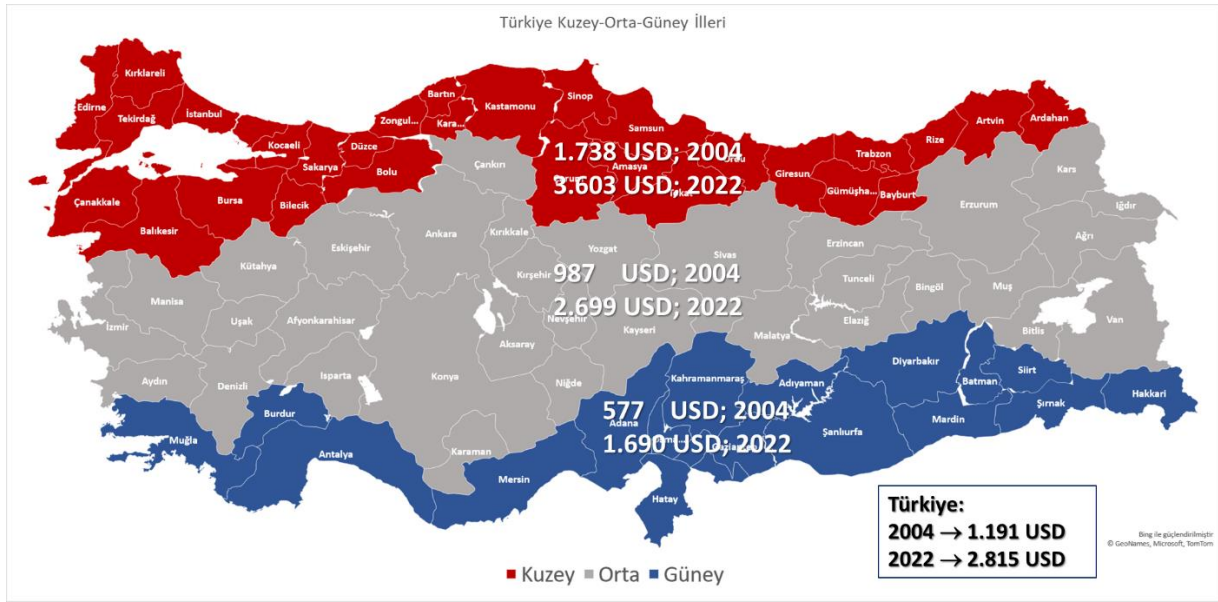 Türkiye Kuzey-Orta-Güney İlleri
Kırklareli
Edirne
Tekirdağ
İstanbul
Kocaeli
Sakarya
Düzce
Bolu
Zongul...
Bartın
Kara...
Kastamonu
Sinop
Samsun
Amasya
Giresun
Trabzon
Gümüşha...
Bayburt
Rize
Artvin
Ardahan
Çanakkale
Balıkesir
Bursa
Bilecik
1.738 USD; 2004
3.603 USD; 2022
Çankırı
Ankara
Kırıkkale
Eskişehir
Kütahya
Yozgat
Sivas
Kırşehir
Erzincan
Erzurum
Kars
Iğdır
Ağrı
Tunceli
Bingöl
Muş
Manisa
İzmir
Uşak
Afyonkarahisar
Nevşehir
Kayseri
Aksaray
Malatya
Elazığ
Bitlis
Van
987 USD; 2004
2.699 USD; 2022
Aydın
Denizli
Isparta
Konya
Niğde
Karaman
Muğla
Burdur
Antalya
Mersin
Adana
Kahramanmaraş
Adıyaman
Hatay
Şanlıurfa
Diyarbakır
Mardin
Batman
Siirt
Şırnak
Hakkari
577 USD; 2004
1.690 USD; 2022
Türkiye:
2004 → 1.191 USD
2022 → 2.815 USD
Bing ile güçlendirilmiştir
© GeoNames, Microsoft, TomTom
Kuzey Orta Güney